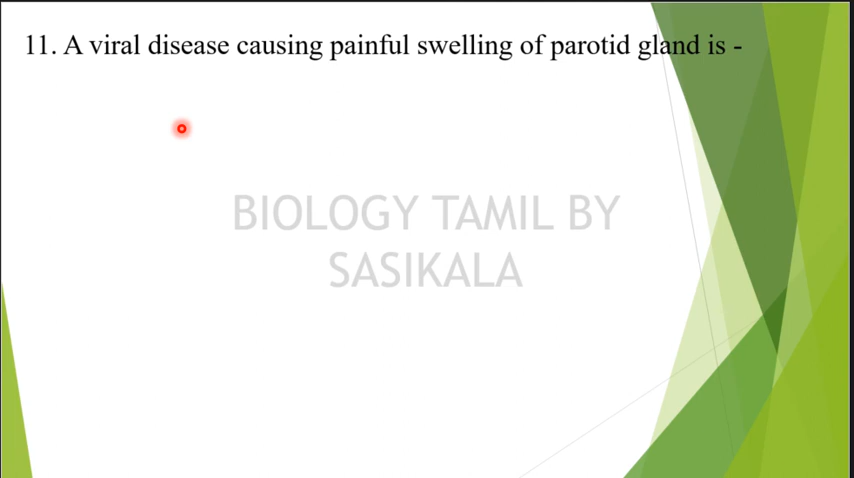 11. A viral disease causing painful swelling of parotid gland is -
BIOLOGY TAMIL BY
SASIKALA